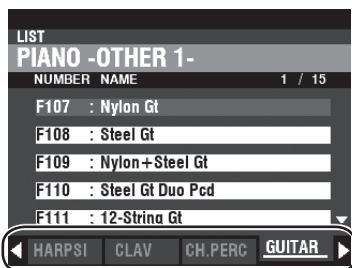 LIST
PIANO -OTHER 1-
NUMBER NAME 1 / 15
F107 : Nylon Gt
F108 : Steel Gt
F109 : Nylon+Steel Gt
F110 : Steel Gt Duo Pcd
F111 : 12-String Gt
HARPSI CLAV CH.PERC GUITAR